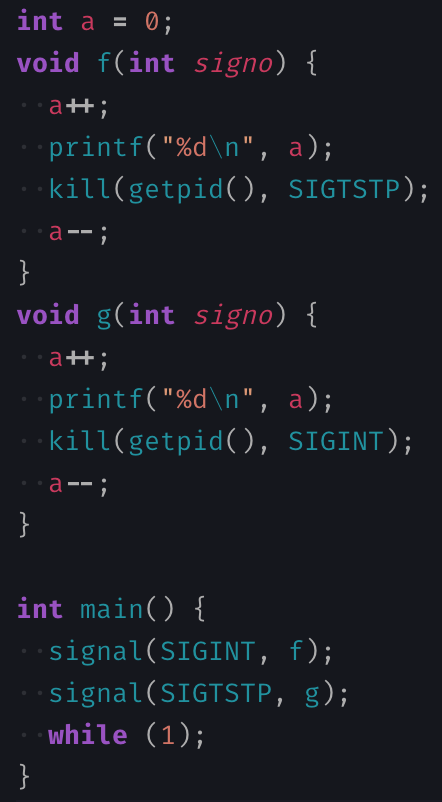 int a = 0;
void f(int signo) {
  a++;
  printf("%d\n", a);
  kill(getpid(), SIGTSTP);
  a--;
}
void g(int signo) {
  a++;
  printf("%d\n", a);
  kill(getpid(), SIGINT);
  a--;
}

int main() {
  signal(SIGINT, f);
  signal(SIGTSTP, g);
  while (1);
}